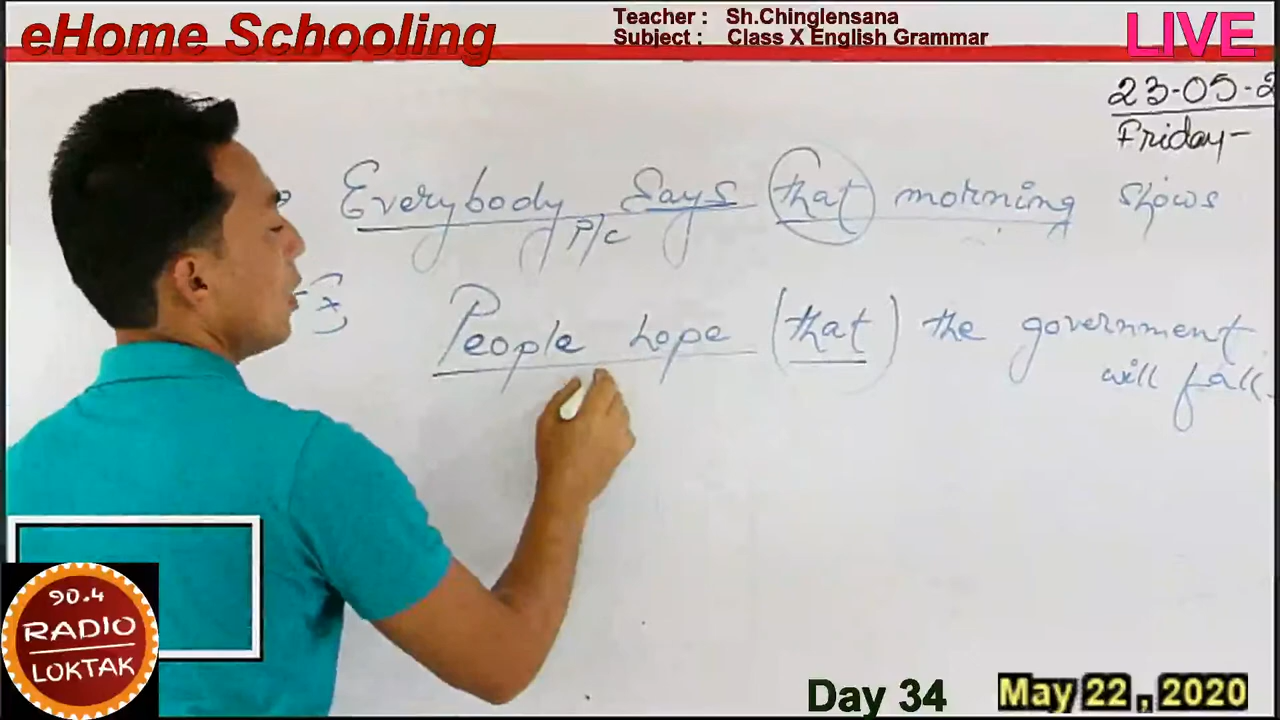 eHome Schooling
Teacher : Sh.Chinglensana
Subject : Class X English Grammar
LIVE
23-05-2
Friday-
Everybody says that morning shows
P/c
People hope (that) the government
will fall.
90.4
RADIO
LOKTAK
Day 34
May 22 , 2020